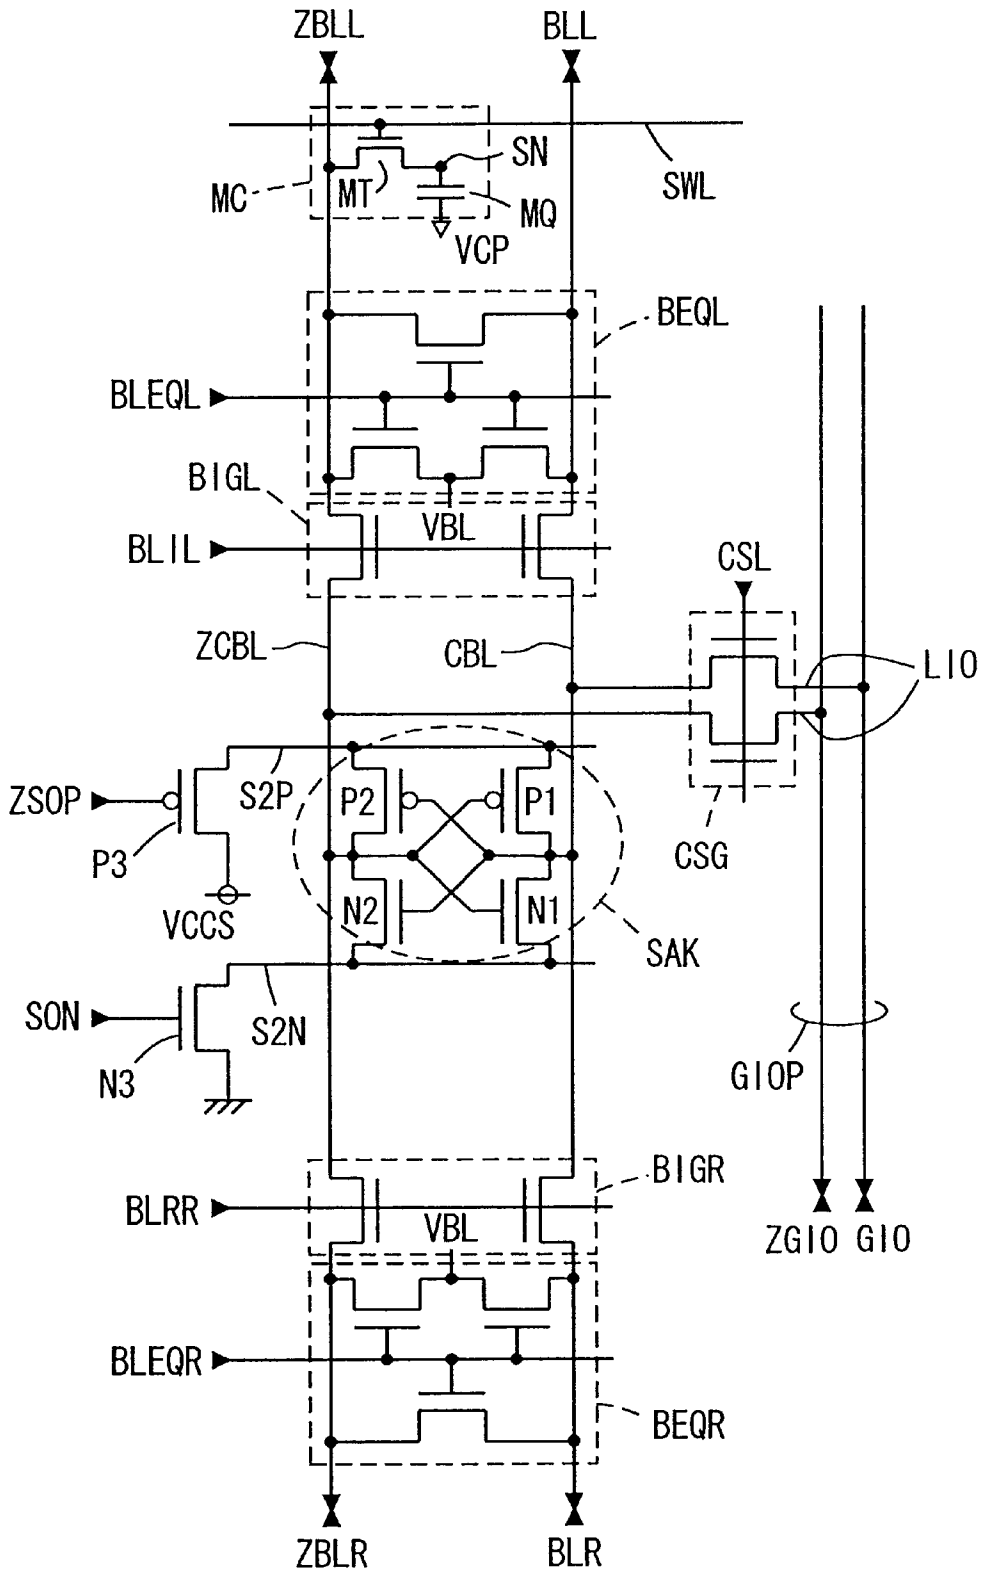 ZBLL BLL
SN
MC MT SWL
MQ
VCP
BEQL
BLEQL
BIGL
VBL
BLIL CSL
ZCBL CBL LIO
S2P P2 P1
ZSOP
P3 CSG
N2 N1
VCCS
SAK
SON S2N
N3 GIOP
BIGR
BLRR VBL
ZGIO GIO
BLEQR
BEQR
ZBLR BLR